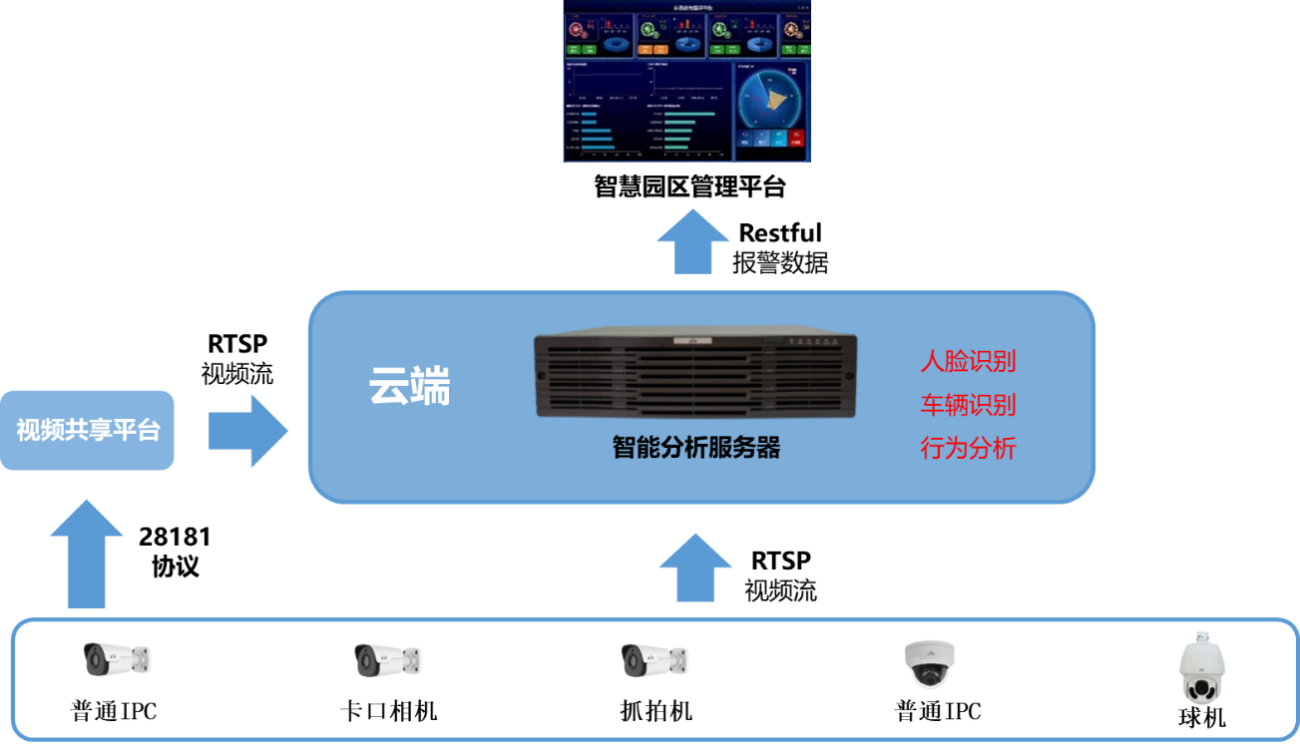 智慧园区管理平台
Restful
报警数据
RTSP
视频流
云端
人脸识别
车辆识别
行为分析
智能分析服务器
视频共享平台
28181
协议
RTSP
视频流
普通IPC
卡口相机
抓拍机
普通IPC
球机